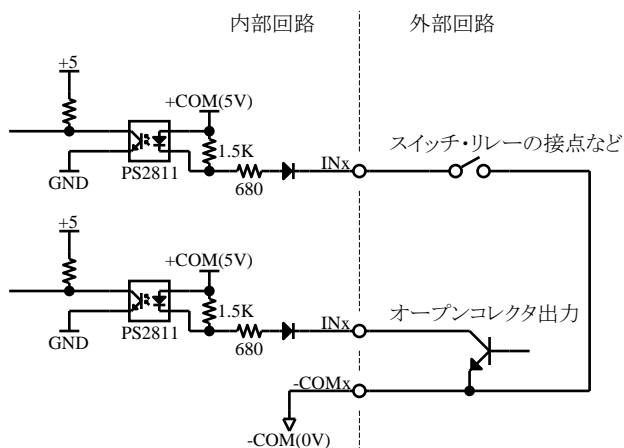 内部回路
外部回路
+5
+COM(5V)
1.5K
INx
スイッチ・リレーの接点など
GND
PS2811
680
+5
+COM(5V)
1.5K
INx
オープンコレクタ出力
GND
PS2811
680
-COMx
-COM(0V)